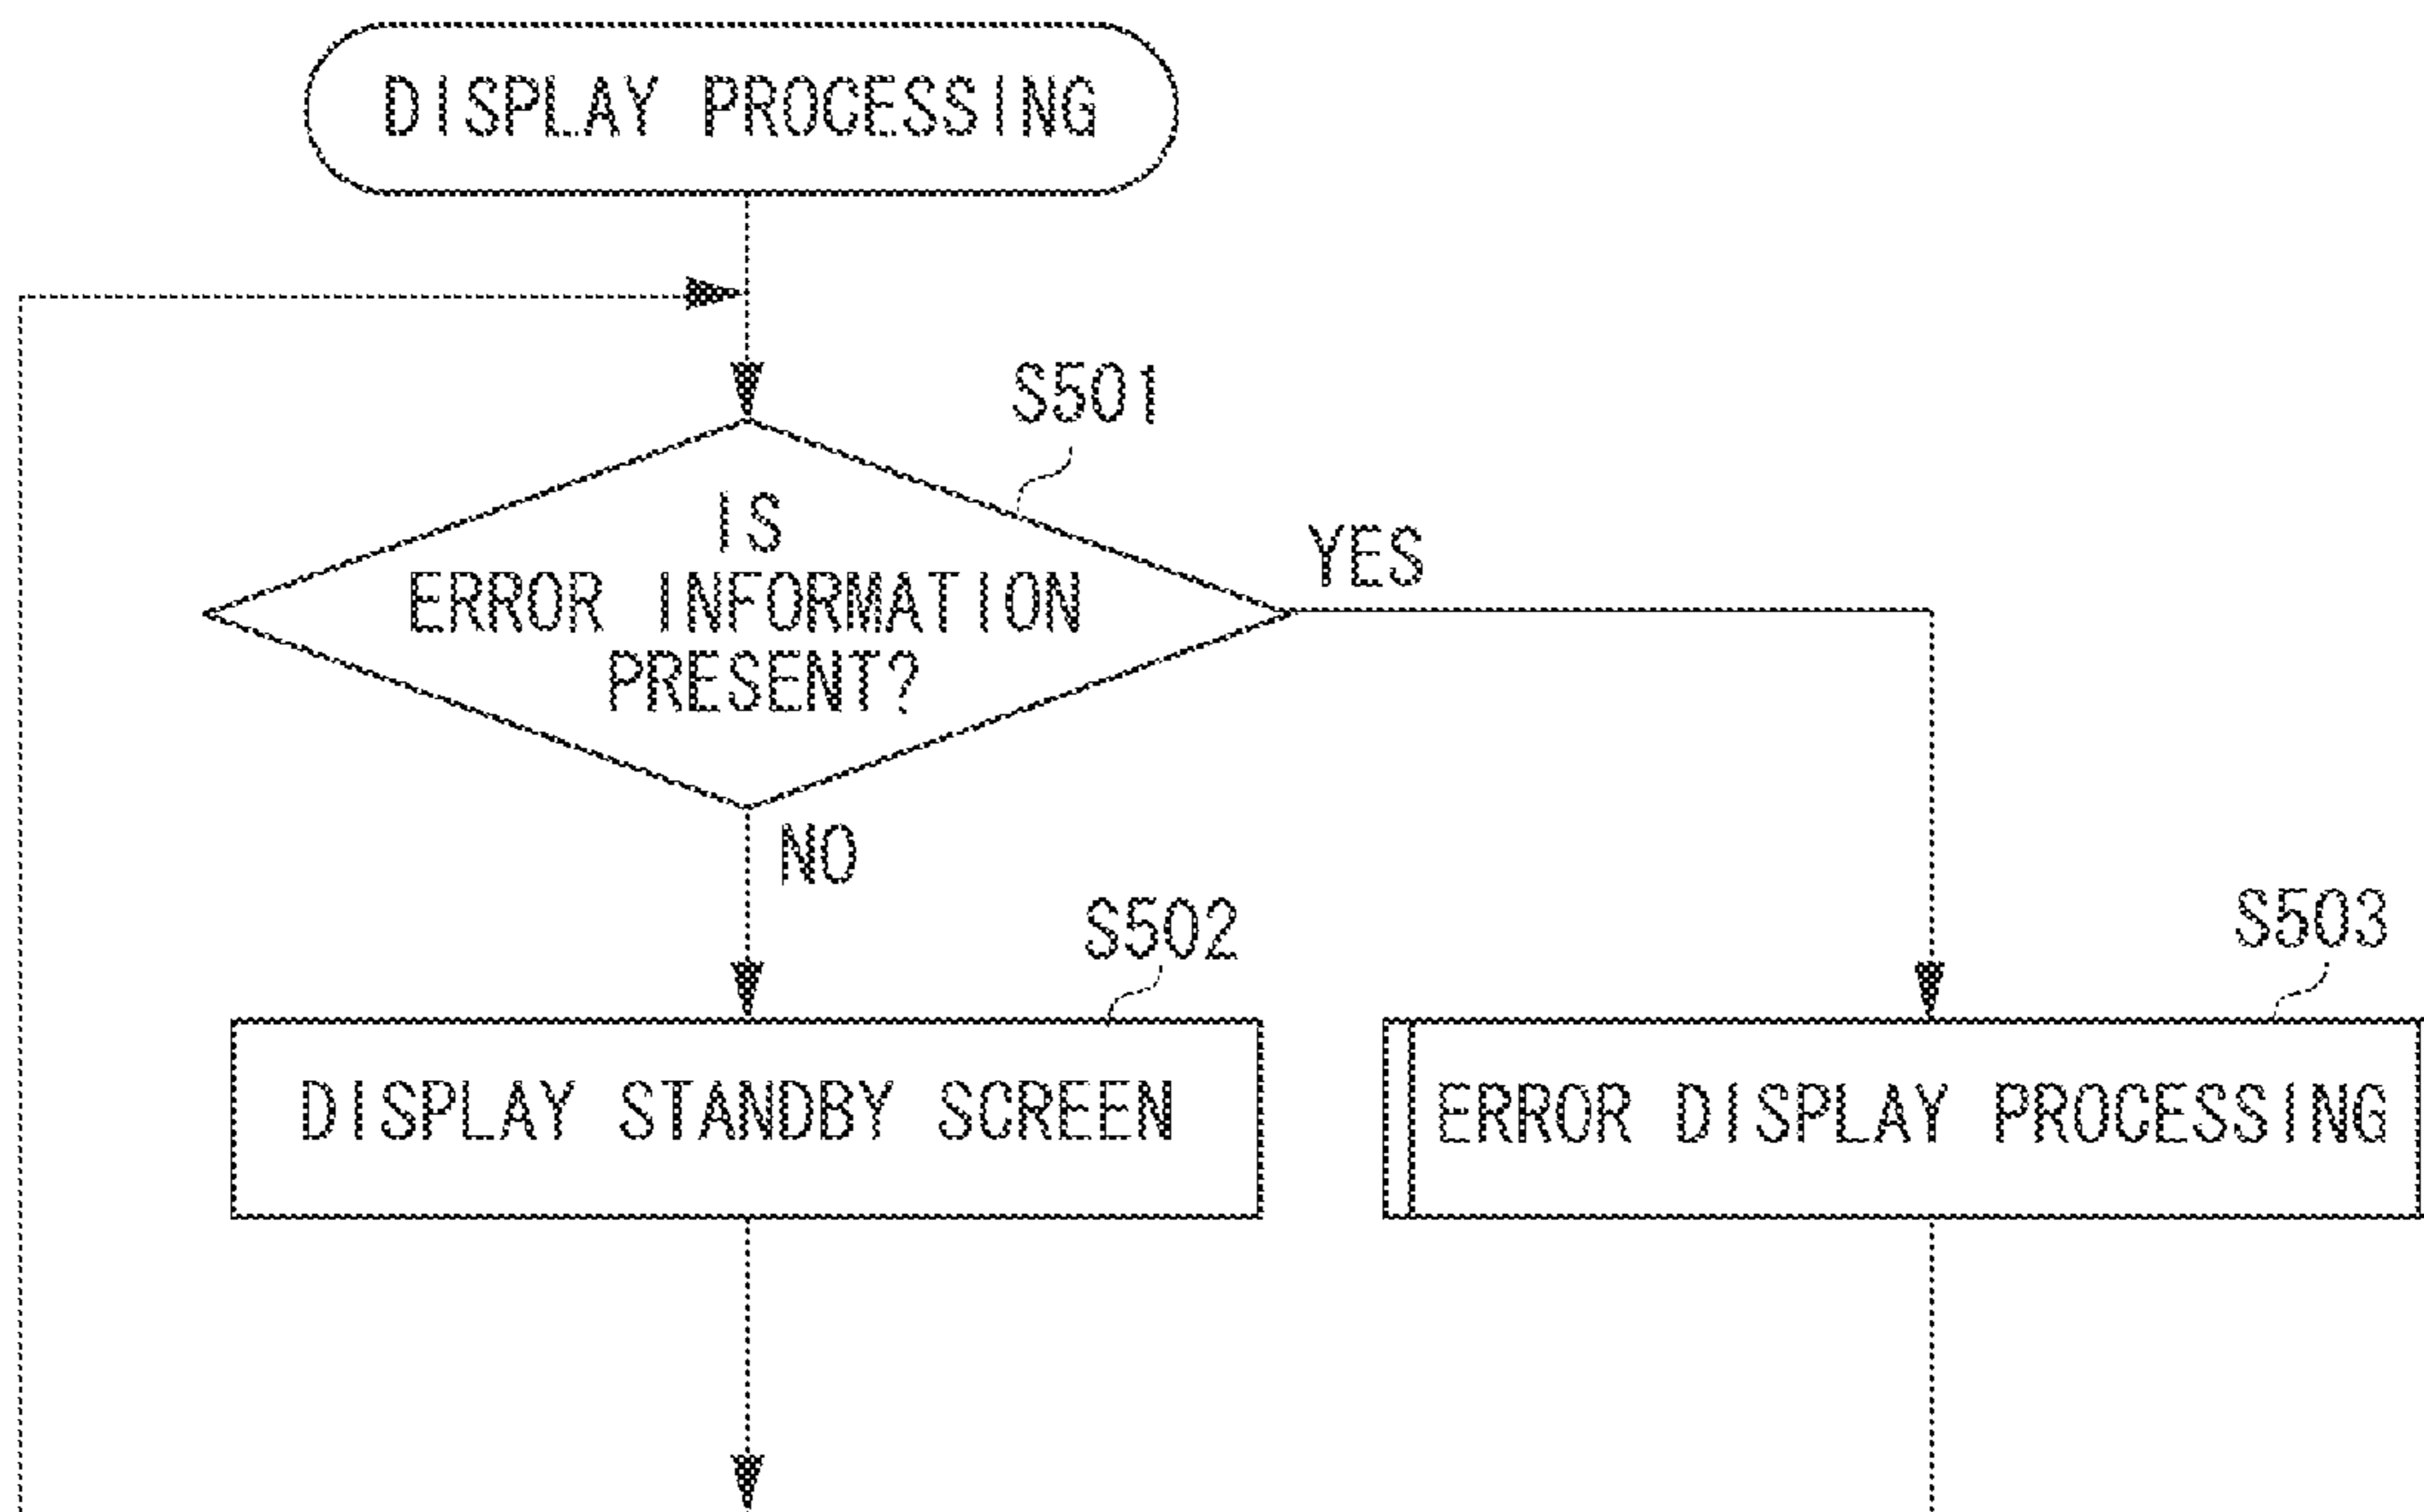 DISPLAY PROCESSING
S501
IS
ERROR INFORMATION
PRESENT?
YES
NO
S502
S503
DISPLAY STANDBY SCREEN
ERROR DISPLAY PROCESSING